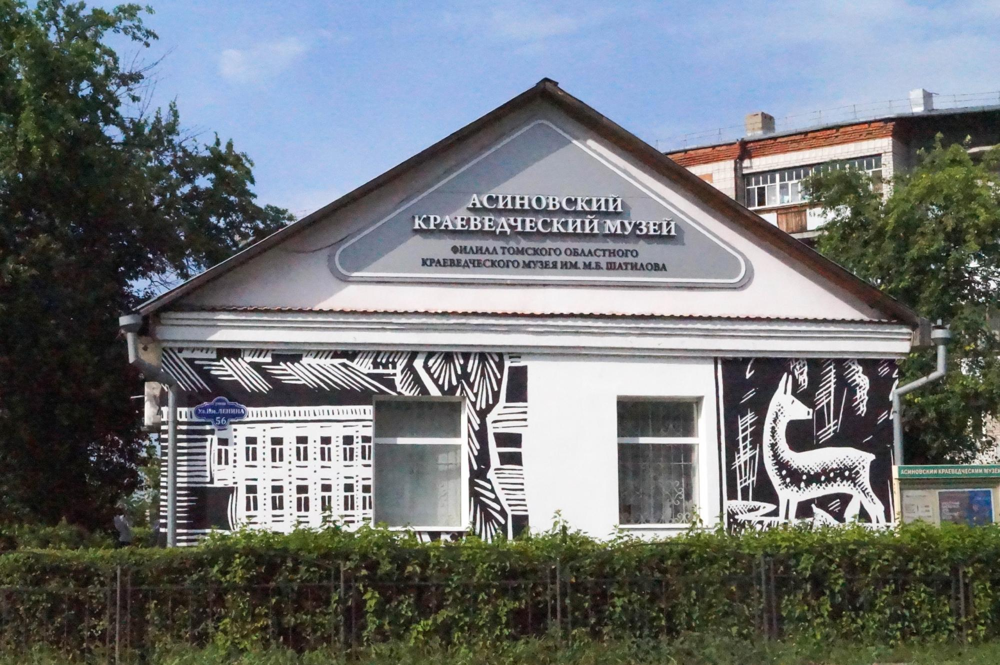 АСИНОВСКИЙ
КРАЕВЕДЧЕСКИЙ МУЗЕЙ
ФИЛИАЛ ТОМСКОГО ОБЛАСТНОГО
КРАЕВЕДЧЕСКОГО МУЗЕЯ ИМ. М.Б. ШАТИЛОВА
Ул. Им. ЛЕНИНА
56
АСИНОВСКИЙ КРАЕВЕДЧЕСКИЙ МУЗЕЙ